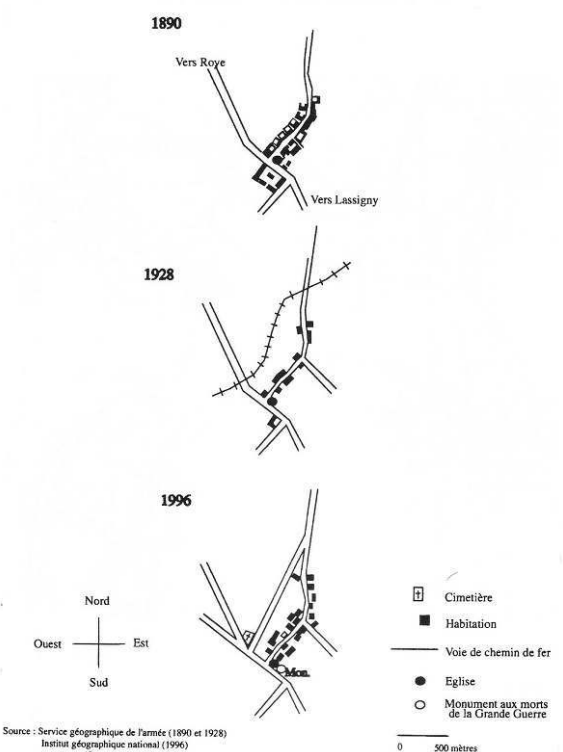 1890
Vers Roye
Vers Lassigny
1928
1996
Mon.
Nord
Ouest
Est
Sud
Cimetière
Habitation
Voie de chemin de fer
Eglise
Monument aux morts
de la Grande Guerre
0 500 mètres
Source : Service géographique de l'armée (1890 et 1928)
Institut géographique national (1996)